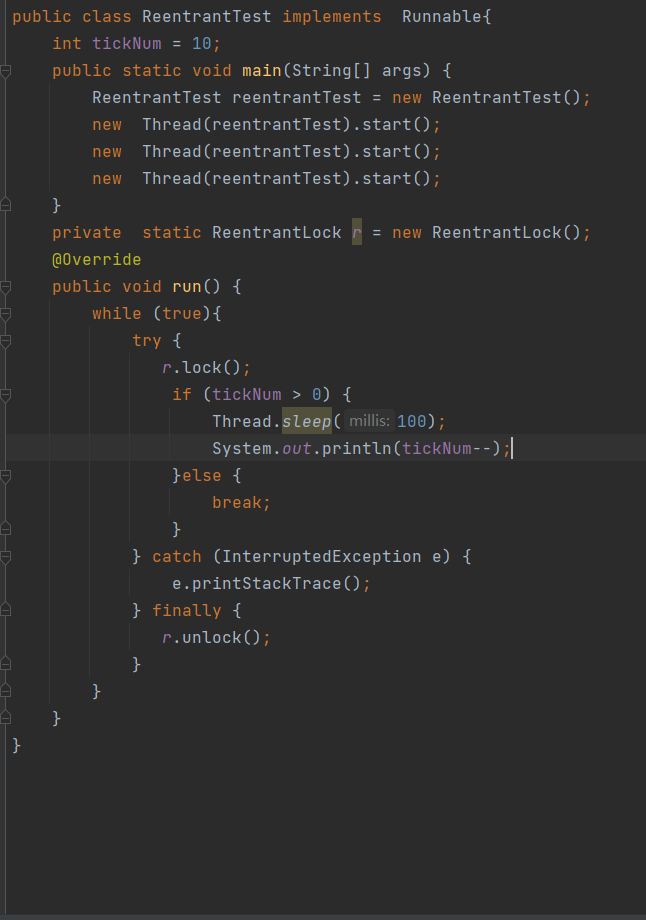 public class ReentrantTest implements  Runnable{
    int tickNum = 10;
    public static void main(String[] args) {
        ReentrantTest reentrantTest = new ReentrantTest();
        new  Thread(reentrantTest).start();
        new  Thread(reentrantTest).start();
        new  Thread(reentrantTest).start();
    }
    private  static ReentrantLock r = new ReentrantLock();
    @Override
    public void run() {
        while (true){
            try {
               r.lock();
                if (tickNum > 0) {
                    Thread.sleep( millis: 100);
                    System.out.println(tickNum--);
                }else {
                    break;
                }
            } catch (InterruptedException e) {
                e.printStackTrace();
            } finally {
               r.unlock();
            }
        }
    }
}